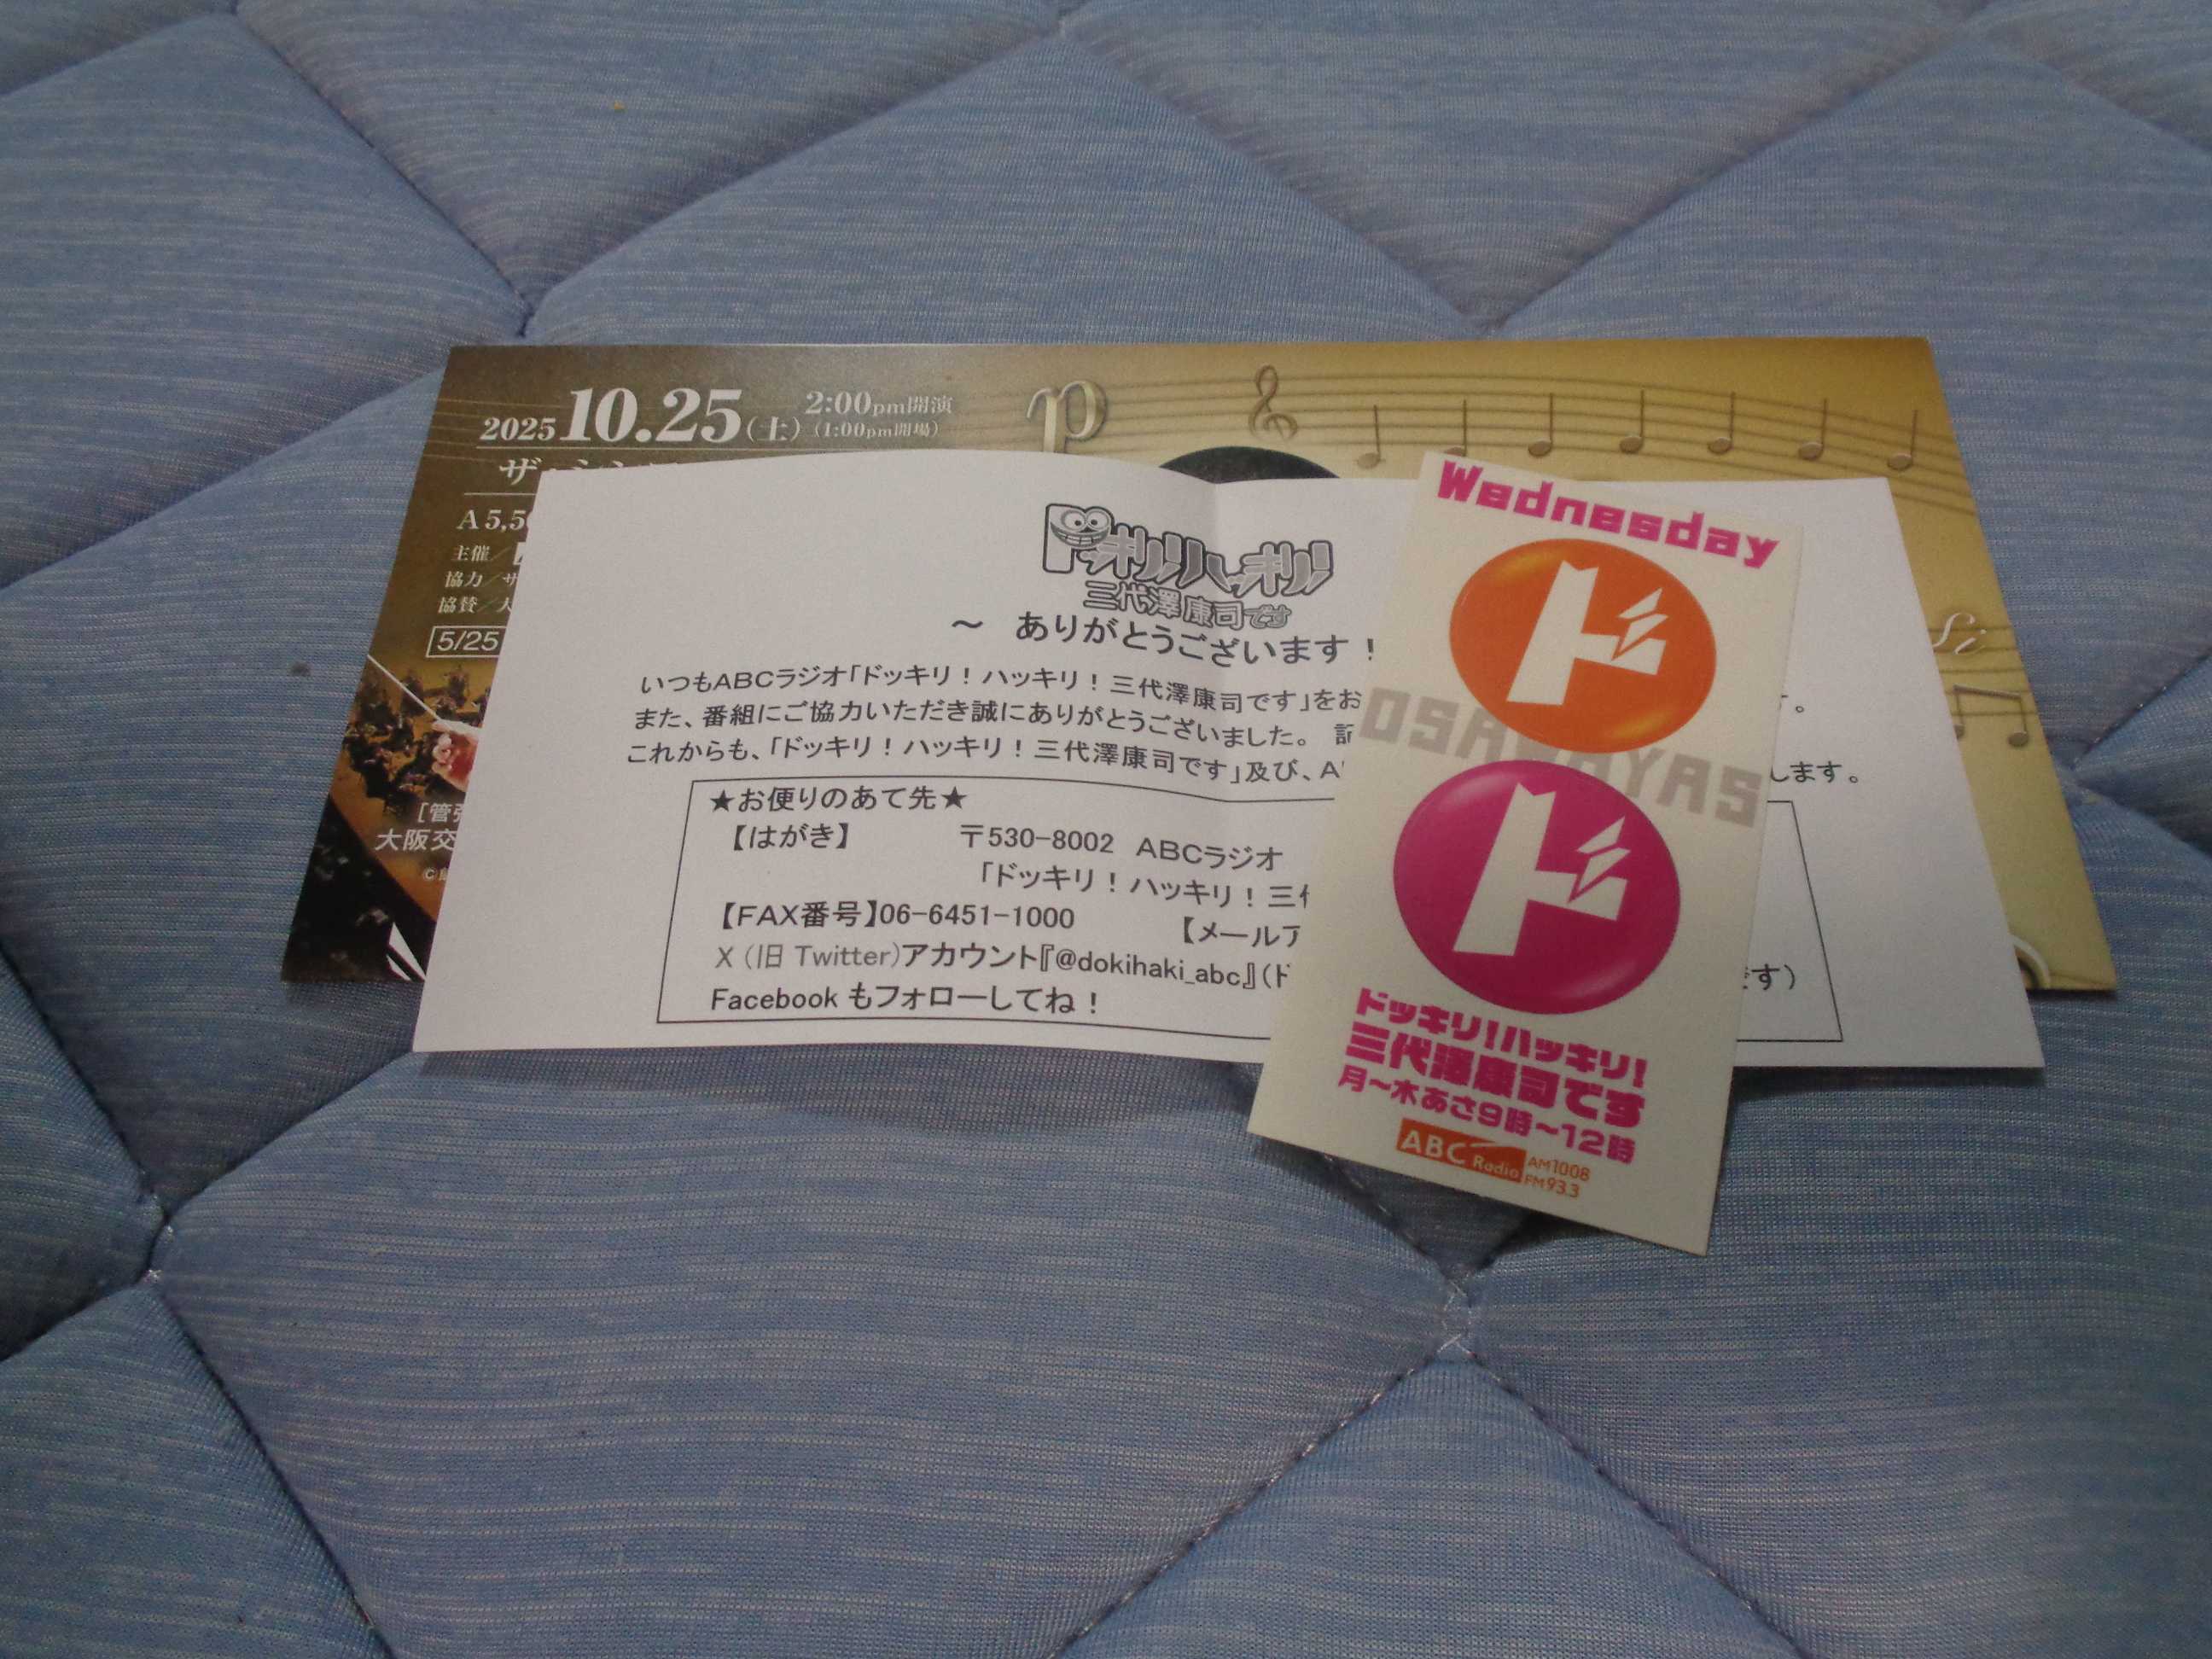 2025 10.25(土) 2:00pm開演
(1:00pm開場)
A 5,5
主催／
協力／サ
協賛／大
5/25
[管弦
大阪交
p
Si
ドッキリ!ハッキリ!
三代澤康司です
～ ありがとうございます！
いつもABCラジオ「ドッキリ！ハッキリ！三代澤康司です」をお
また、番組にご協力いただき誠にありがとうございました。 記
これからも、「ドッキリ！ハッキリ！三代澤康司です」及び、A
します。
★お便りのあて先★
【はがき】 〒530-8002 ABCラジオ
「ドッキリ！ハッキリ！三代
【FAX番号】06-6451-1000 【メールア
X (旧 Twitter)アカウント『@dokihaki_abc』(ド
です)
Facebook もフォローしてね！
Wednesday
ド
OSAWAYAS
ド
ドッキリ!ハッキリ!
三代澤康司です
月～木あさ9時～12時
ABC Radio AM1008
FM93.3